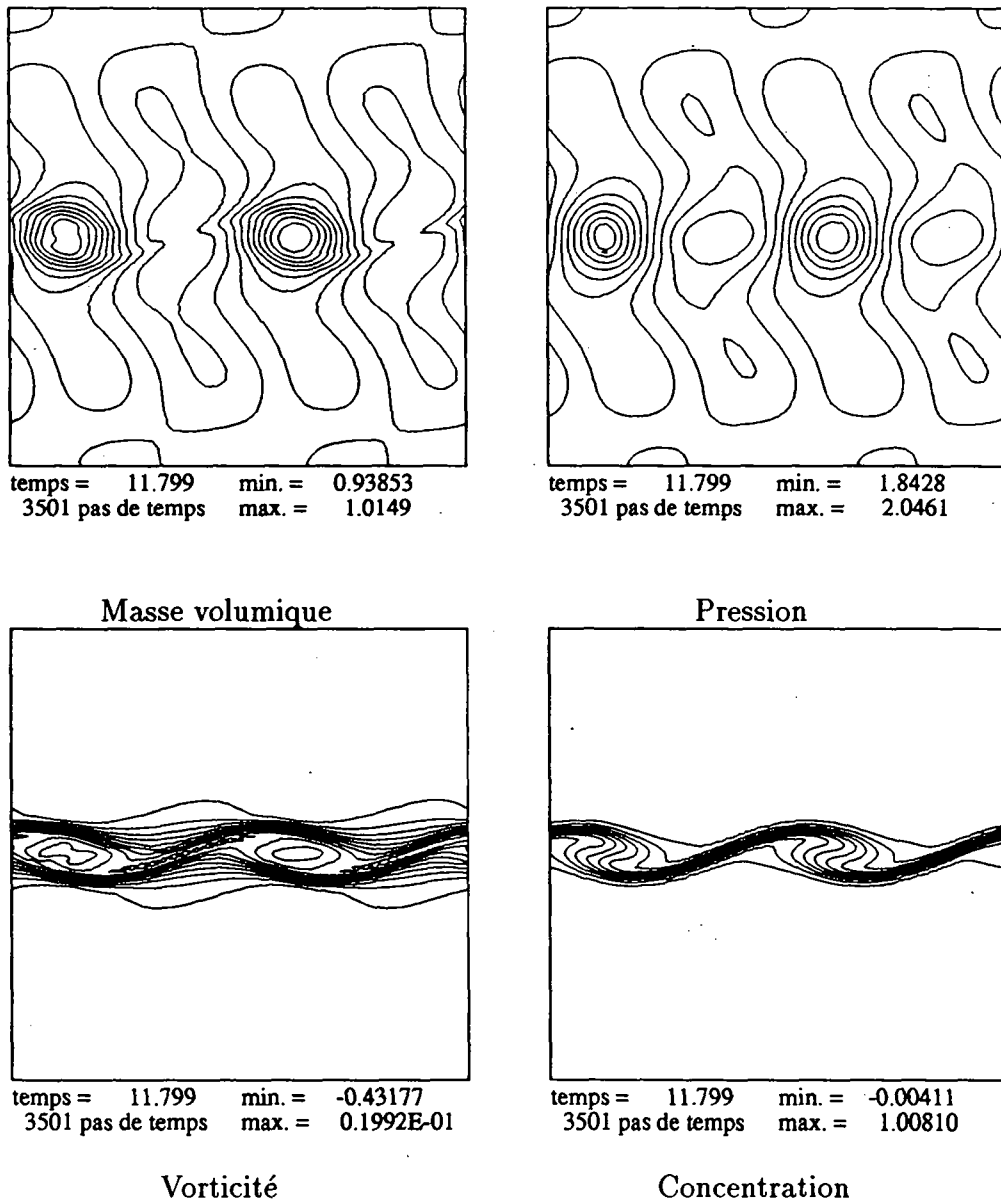 temps = 11.799 min. = 0.93853
3501 pas de temps max. = 1.0149
temps = 11.799 min. = 1.8428
3501 pas de temps max. = 2.0461
Masse volumique
Pression
temps = 11.799 min. = -0.43177
3501 pas de temps max. = 0.1992E-01
temps = 11.799 min. = -0.00411
3501 pas de temps max. = 1.00810
Vorticité
Concentration